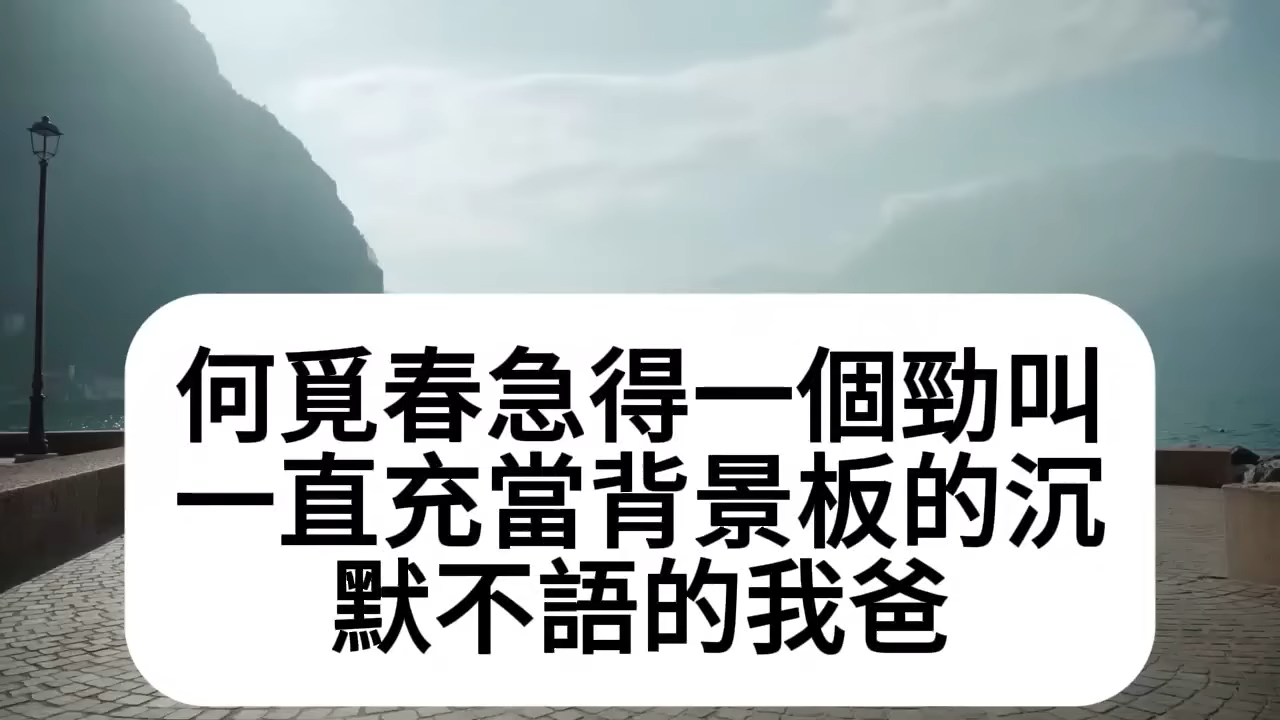 何覓春急得一個勁叫
一直充當背景板的沉
默不語的我爸